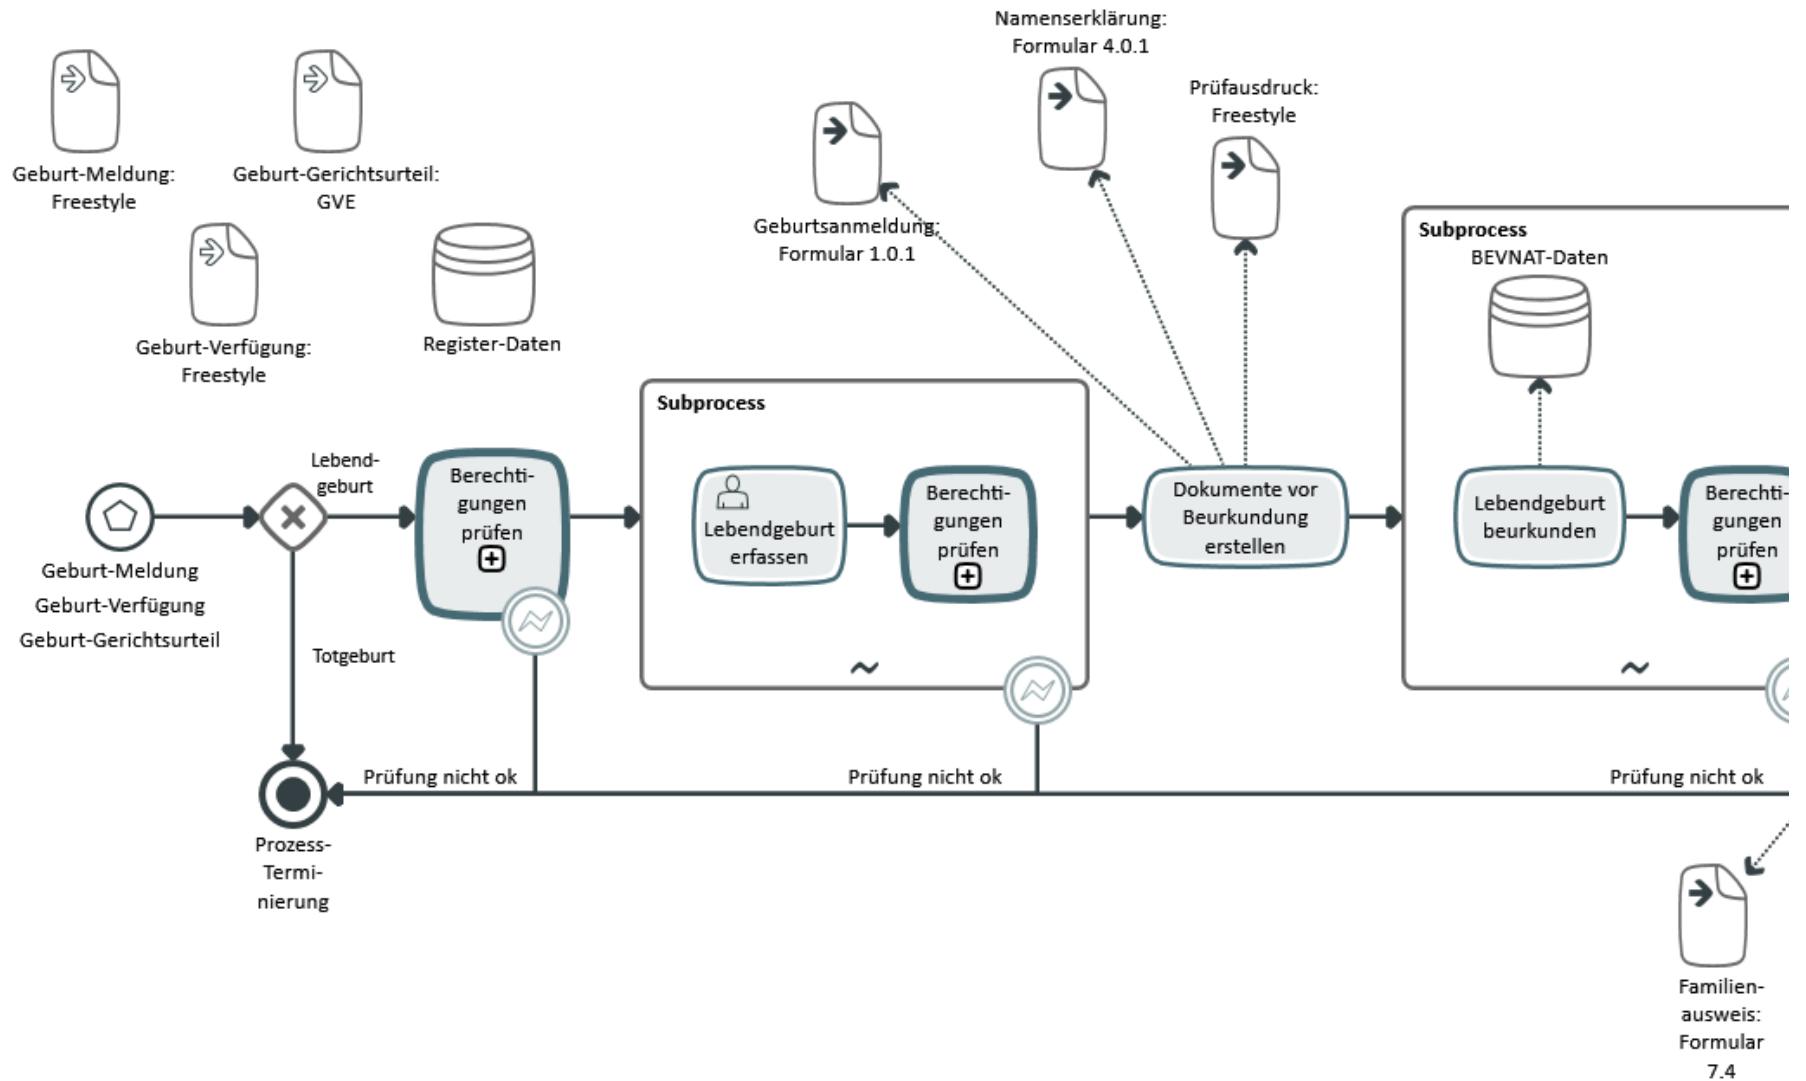 Namenserklärung:
Formular 4.0.1
Prüfausdruck:
Freestyle
Geburt-Meldung:
Freestyle
Geburt-Gerichtsurteil:
GVE
Geburtsanmeldung:
Formular 1.0.1
Geburt-Verfügung:
Freestyle
Register-Daten
Subprocess
BEVNAT-Daten
Subprocess
Lebend-
geburt
Berechti-
gungen
prüfen
Lebendgeburt
erfassen
Berechti-
gungen
prüfen
Dokumente vor
Beurkundung
erstellen
Lebendgeburt
beurkunden
Berechti-
gungen
prüfen
Geburt-Meldung
Geburt-Verfügung
Geburt-Gerichtsurteil
Totgeburt
Prüfung nicht ok
Prüfung nicht ok
Prüfung nicht ok
Prozess-
Termi-
nierung
Familien-
ausweis:
Formular
7.4